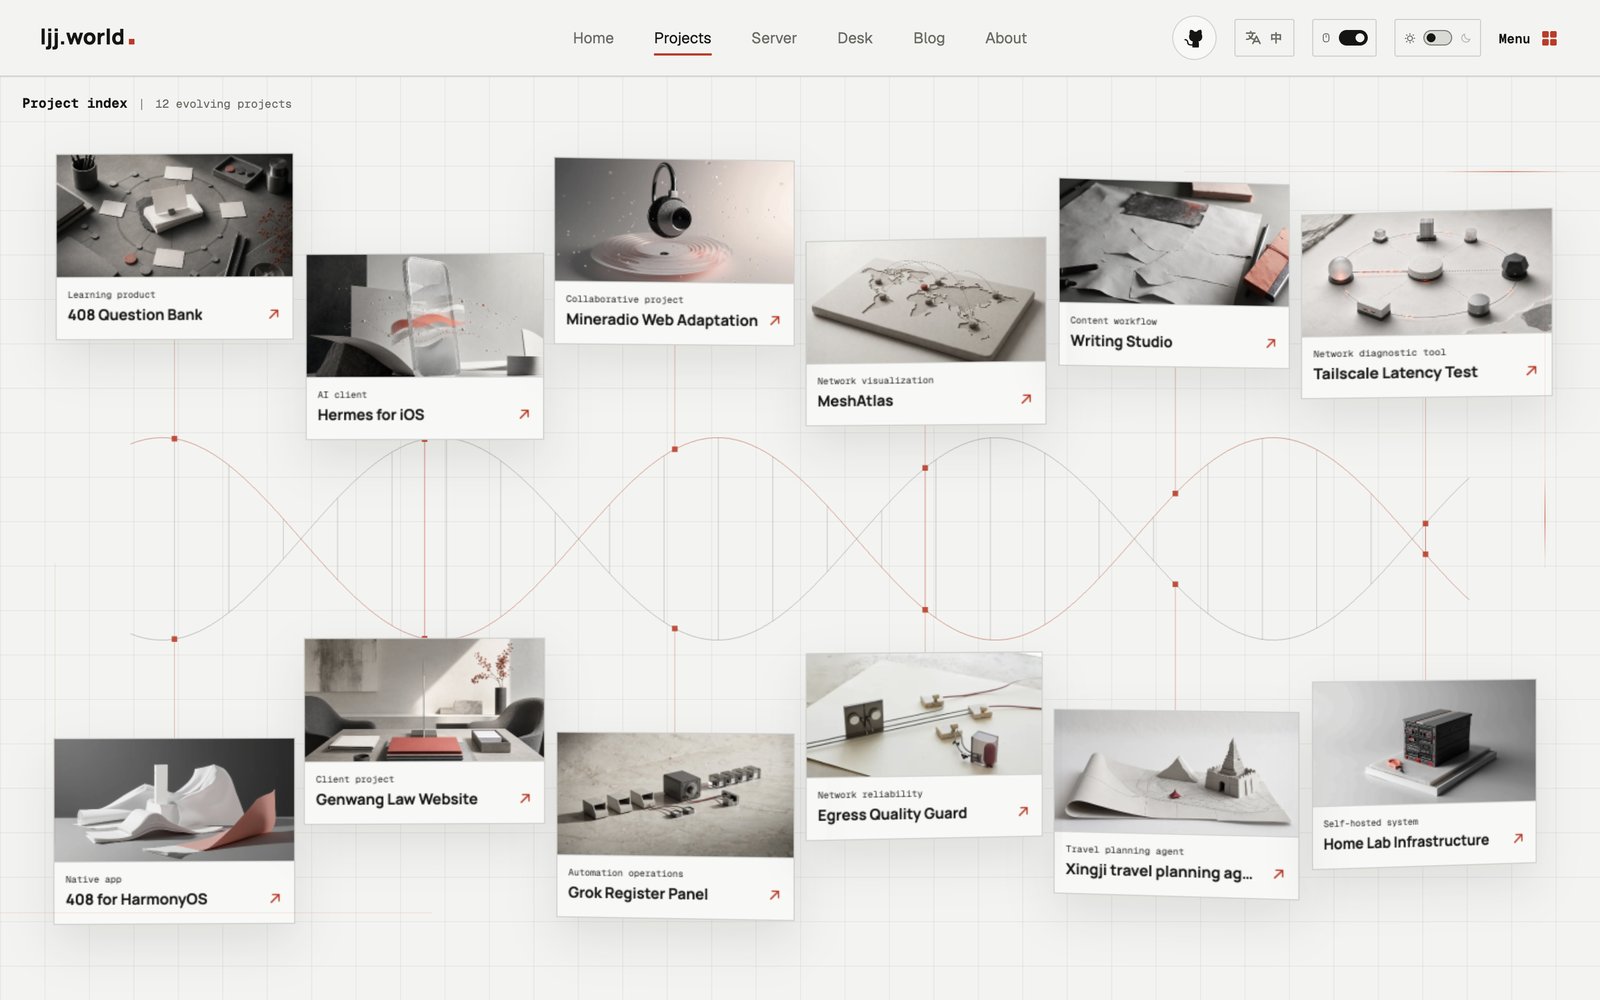 ljj.world
Home
Projects
Server
Desk
Blog
About
中
Menu
Project index | 12 evolving projects
Learning product
408 Question Bank
AI client
Hermes for iOS
Collaborative project
Mineradio Web Adaptation
Network visualization
MeshAtlas
Content workflow
Writing Studio
Network diagnostic tool
Tailscale Latency Test
Native app
408 for HarmonyOS
Client project
Genwang Law Website
Automation operations
Grok Register Panel
Network reliability
Egress Quality Guard
Travel planning agent
Xingji travel planning ag...
Self-hosted system
Home Lab Infrastructure